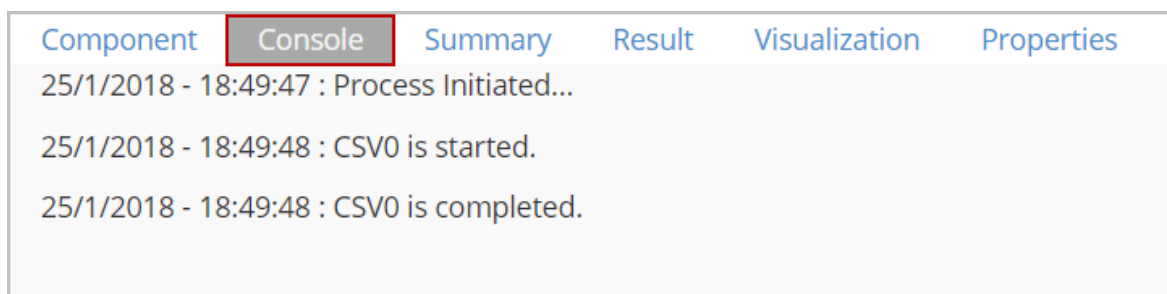 Component Console Summary Result Visualization Properties
25/1/2018 - 18:49:47 : Process Initiated...
25/1/2018 - 18:49:48 : CSV0 is started.
25/1/2018 - 18:49:48 : CSV0 is completed.